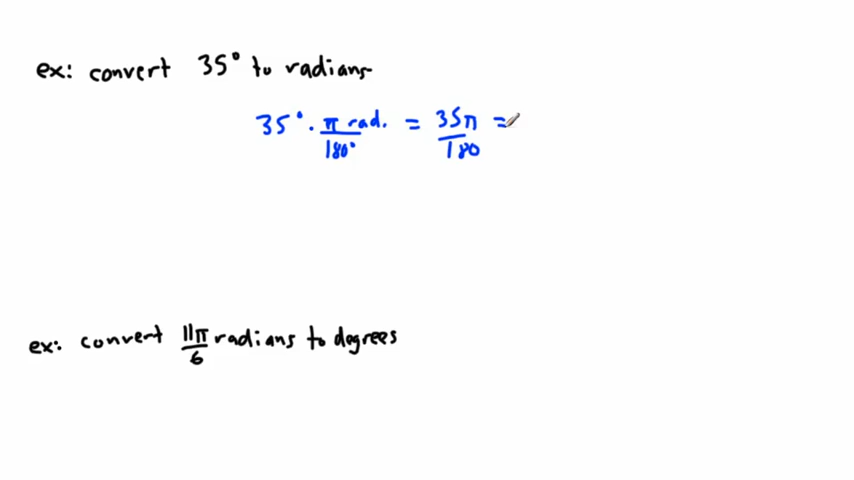 ex: convert 35° to radians
35° · π rad. / 180° = 35π / 180 =
ex: convert 11π / 6 radians to degrees